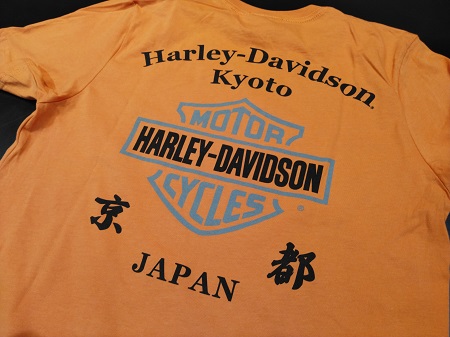 Harley-Davidson
Kyoto
MOTOR
HARLEY-DAVIDSON
CYCLES
京 都
JAPAN